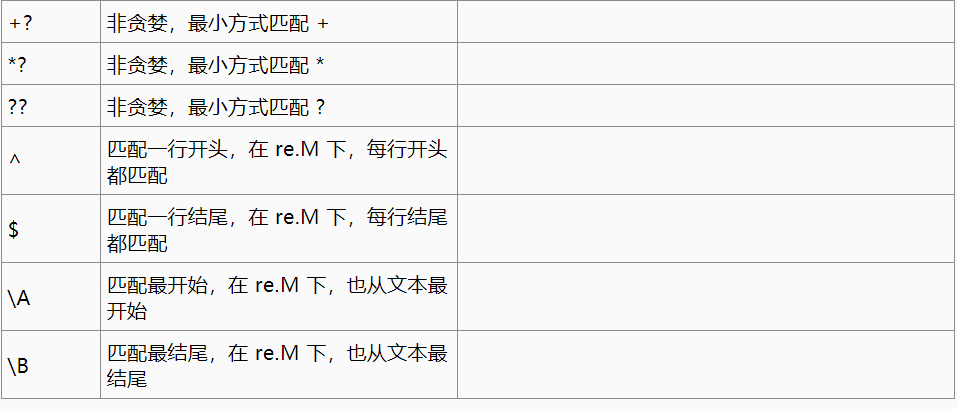 +? 非贪婪，最小方式匹配 +
*? 非贪婪，最小方式匹配 *
?? 非贪婪，最小方式匹配 ?
^ 匹配一行开头，在 re.M 下，每行开头
都匹配
$ 匹配一行结尾，在 re.M 下，每行结尾
都匹配
\A 匹配最开始，在 re.M 下，也从文本最
开始
\B 匹配最结尾，在 re.M 下，也从文本最
结尾